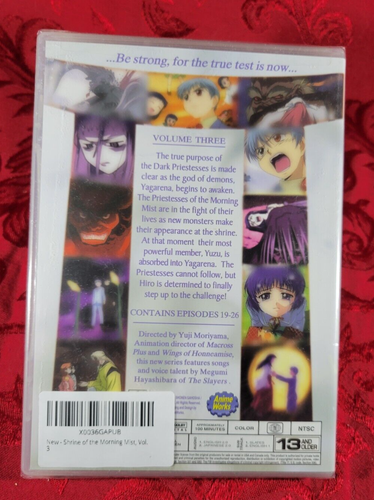 ...Be strong, for the true test is now...
VOLUME THREE
The true purpose of
the Dark Priestesses is made
clear as the god of demons,
Yagarena, begins to awaken.
The Priestesses of the Morning
Mist are in the fight of their
lives as new monsters make
their appearance at the shrine.
At that moment their most
powerful member, Yuzu, is
absorbed into Yagarena. The
Priestesses cannot follow, but
Hiro is determined to finally
step up to the challenge!
CONTAINS EPISODES 19-26
Directed by Yuji Moriyama,
Animation director of Macross
Plus and Wings of Honneamise,
this new series features songs
and voice talent by Megumi
Hayashibara of The Slayers.
Anime
Works
X0036GAPUB
New - Shrine of the Morning Mist, Vol.
3
APPROXIMATELY
COLOR
NTSC
13 AND OLDER